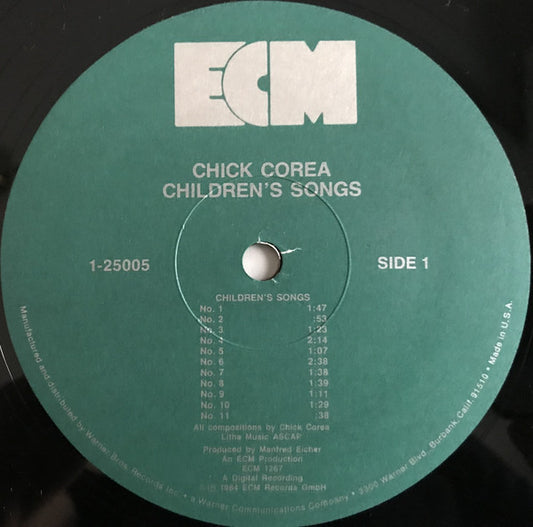 ECM
CHICK COREA
CHILDREN'S SONGS
1-25005
SIDE 1
CHILDREN'S SONGS
No. 1 1:47
No. 2 :53
No. 3 1:23
No. 4 2:14
No. 5 1:07
No. 6 2:38
No. 7 1:38
No. 8 1:39
No. 9 1:11
No. 10 1:29
No. 11 :38
All compositions by Chick Corea
Litha Music ASCAP
Produced by Manfred Eicher
An ECM Production
ECM 1267
A Digital Recording
℗© 1984 ECM Records GmbH
Manufactured and distributed by Warner Bros. Records Inc. • a Warner Communications Company • 3300 Warner Blvd., Burbank, Calif. 91510 • Made in U.S.A.